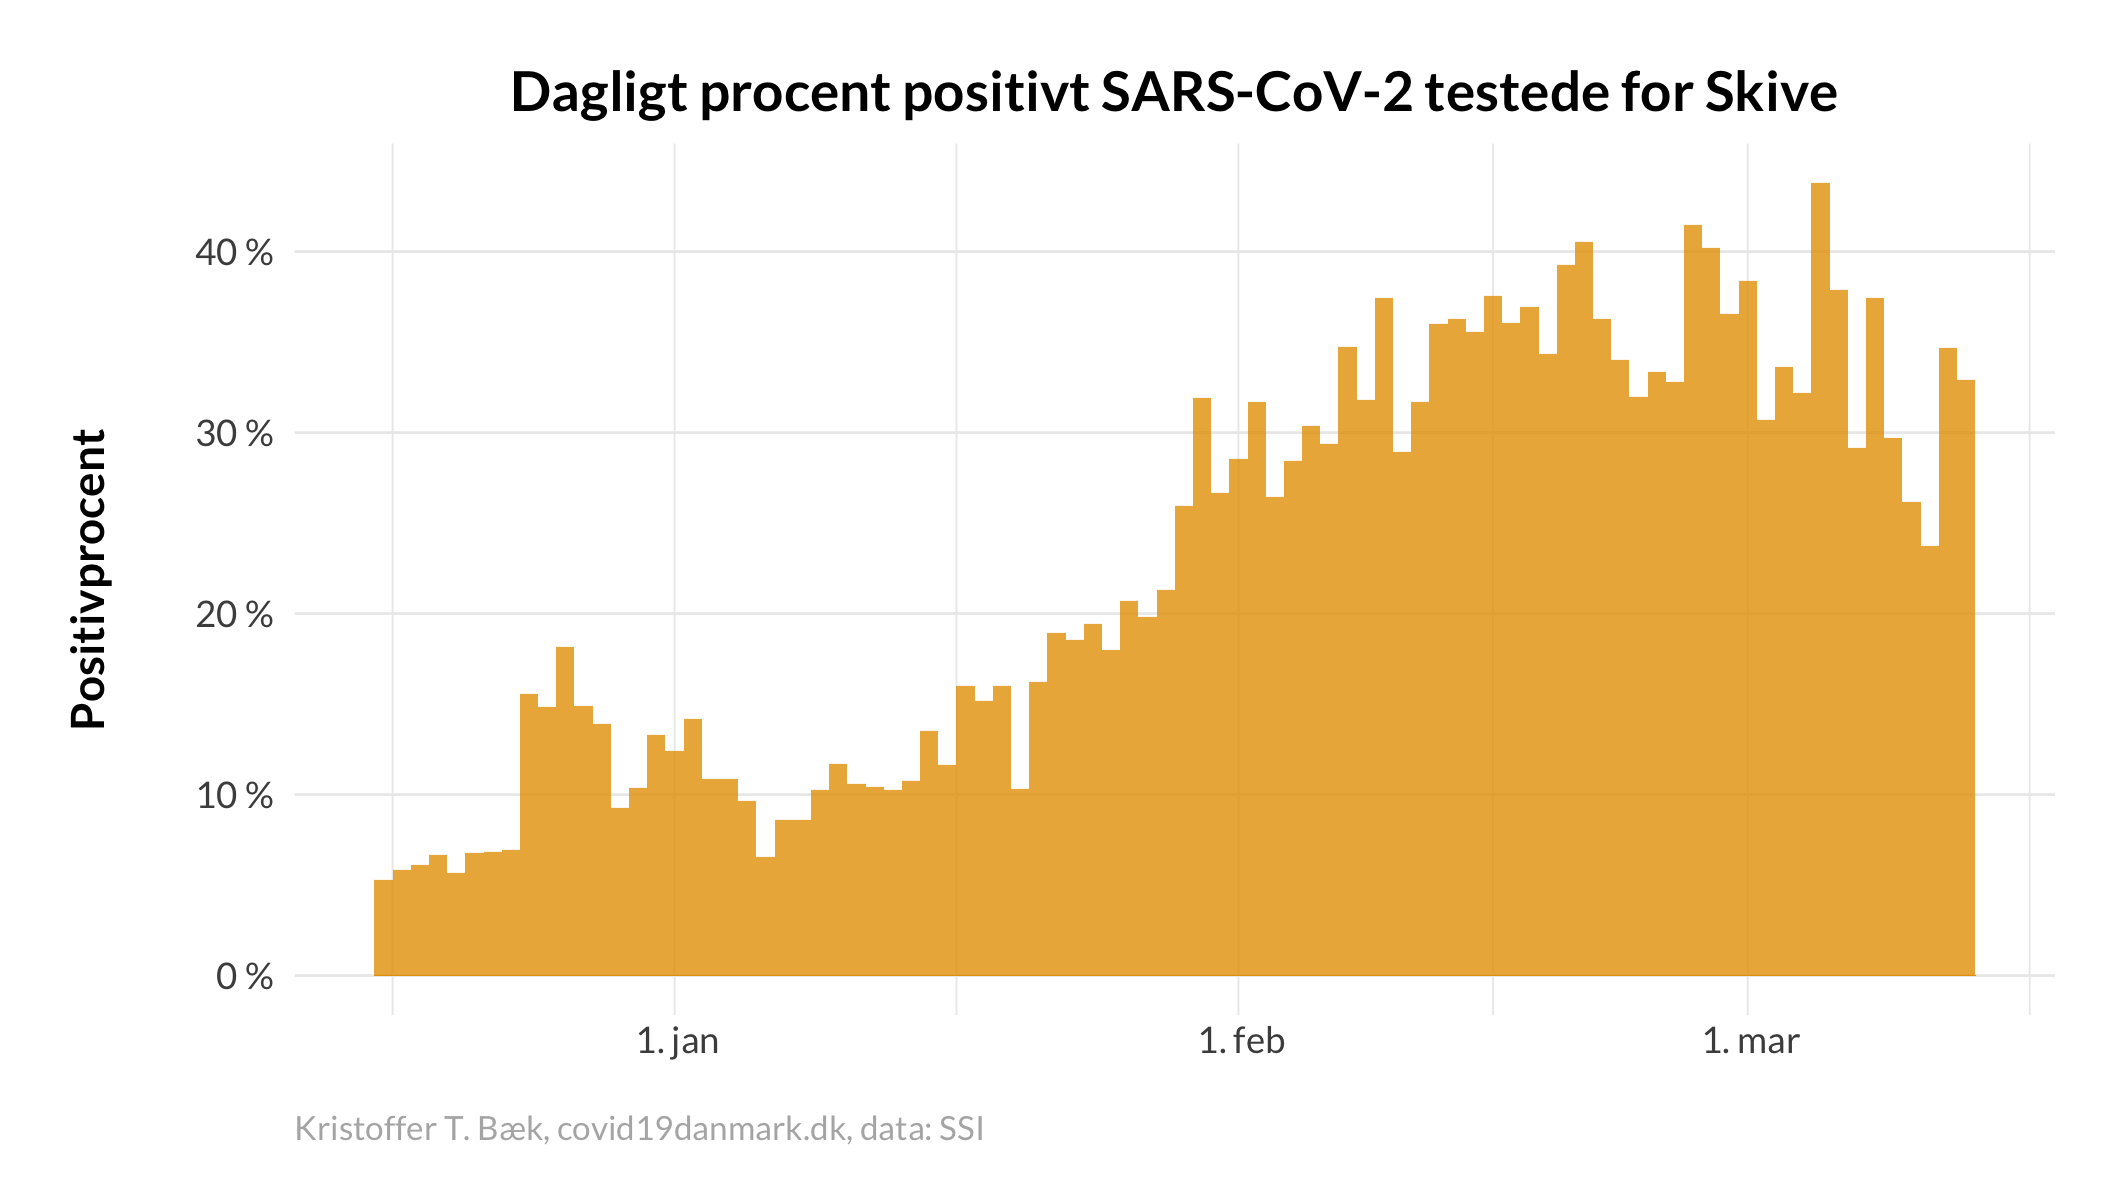 Dagligt procent positivt SARS-CoV-2 testede for Skive
Positivprocent
40 %
30 %
20 %
10 %
0 %
1. jan
1. feb
1. mar
Kristoffer T. Bæk, covid19danmark.dk, data: SSI